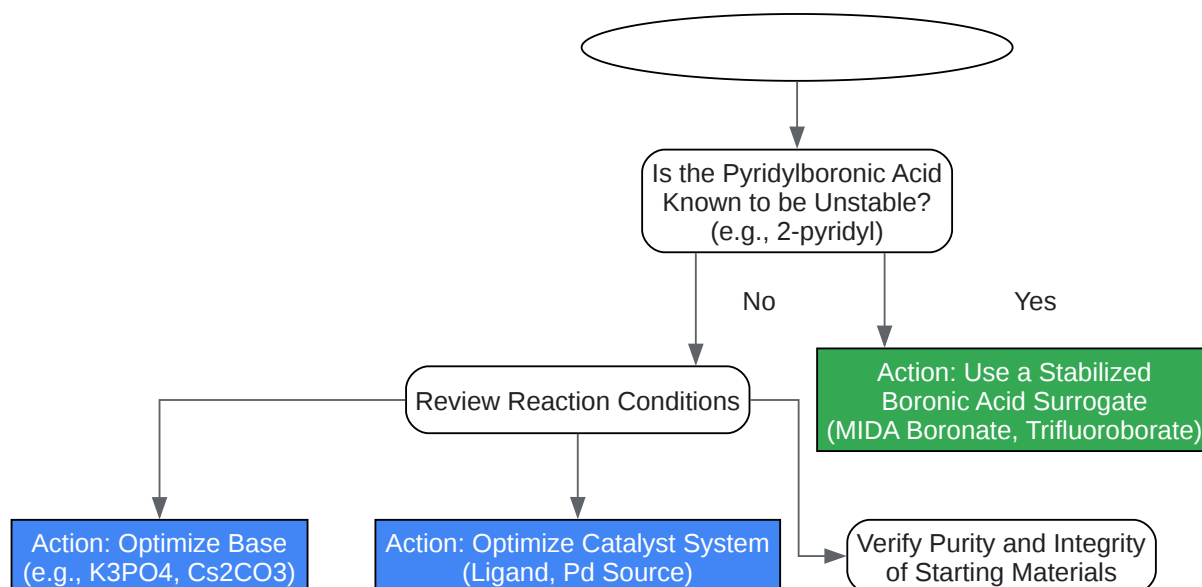 Is the Pyridylboronic Acid
Known to be Unstable?
(e.g., 2-pyridyl)
No
Yes
Action: Use a Stabilized
Boronic Acid Surrogate
(MIDA Boronate, Trifluoroborate)
Review Reaction Conditions
Action: Optimize Base
(e.g., K3PO4, Cs2CO3)
Action: Optimize Catalyst System
(Ligand, Pd Source)
Verify Purity and Integrity
of Starting Materials